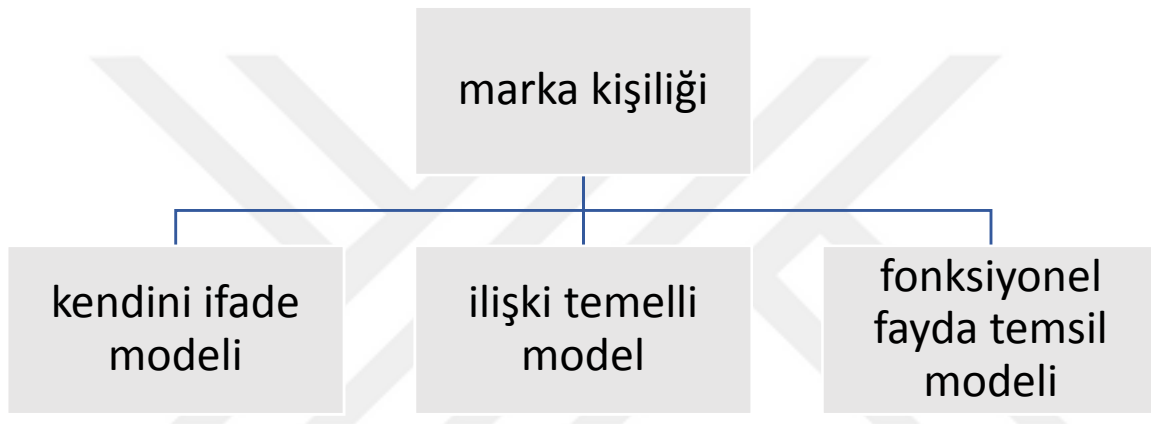 marka kişiliği
kendini ifade
modeli
ilişki temelli
model
fonksiyonel
fayda temsil
modeli